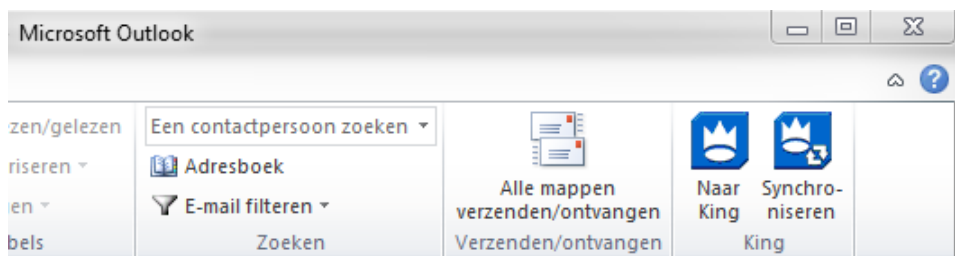 Microsoft Outlook
zen/gelezen
Een contactpersoon zoeken
riseren
Adresboek
en
E-mail filteren
bels
Zoeken
Alle mappen
verzenden/ontvangen
Verzenden/ontvangen
Naar
King
Synchro-
niseren
King